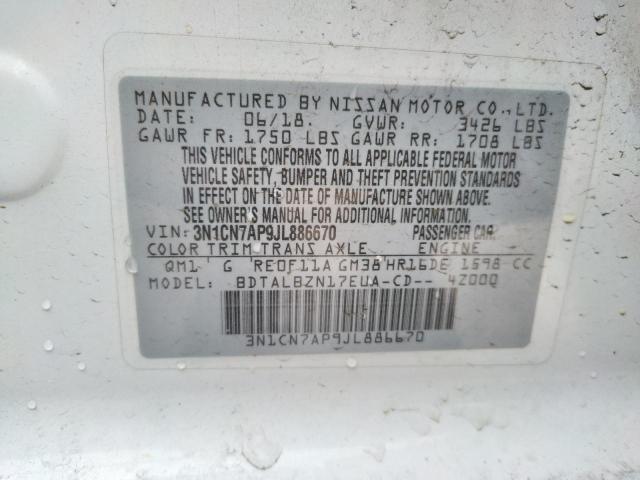 MANUFACTURED BY NISSAN MOTOR CO., LTD.
DATE: 06/18. GVWR: 3426 LBS
GAWR FR: 1750 LBS GAWR RR: 1708 LBS
THIS VEHICLE CONFORMS TO ALL APPLICABLE FEDERAL MOTOR
VEHICLE SAFETY, BUMPER AND THEFT PREVENTION STANDARDS
IN EFFECT ON THE DATE OF MANUFACTURE SHOWN ABOVE.
SEE OWNER'S MANUAL FOR ADDITIONAL INFORMATION
VIN: 3N1CN7AP9JL886670 PASSENGER CAR
COLOR TRIM TRANS AXLE ENGINE
QM1 G RE0F11A GM38 HR16DE 1598 CC
MODEL: BDTALBZN17EUA-CD-- 42000
3N1CN7AP9JL886670